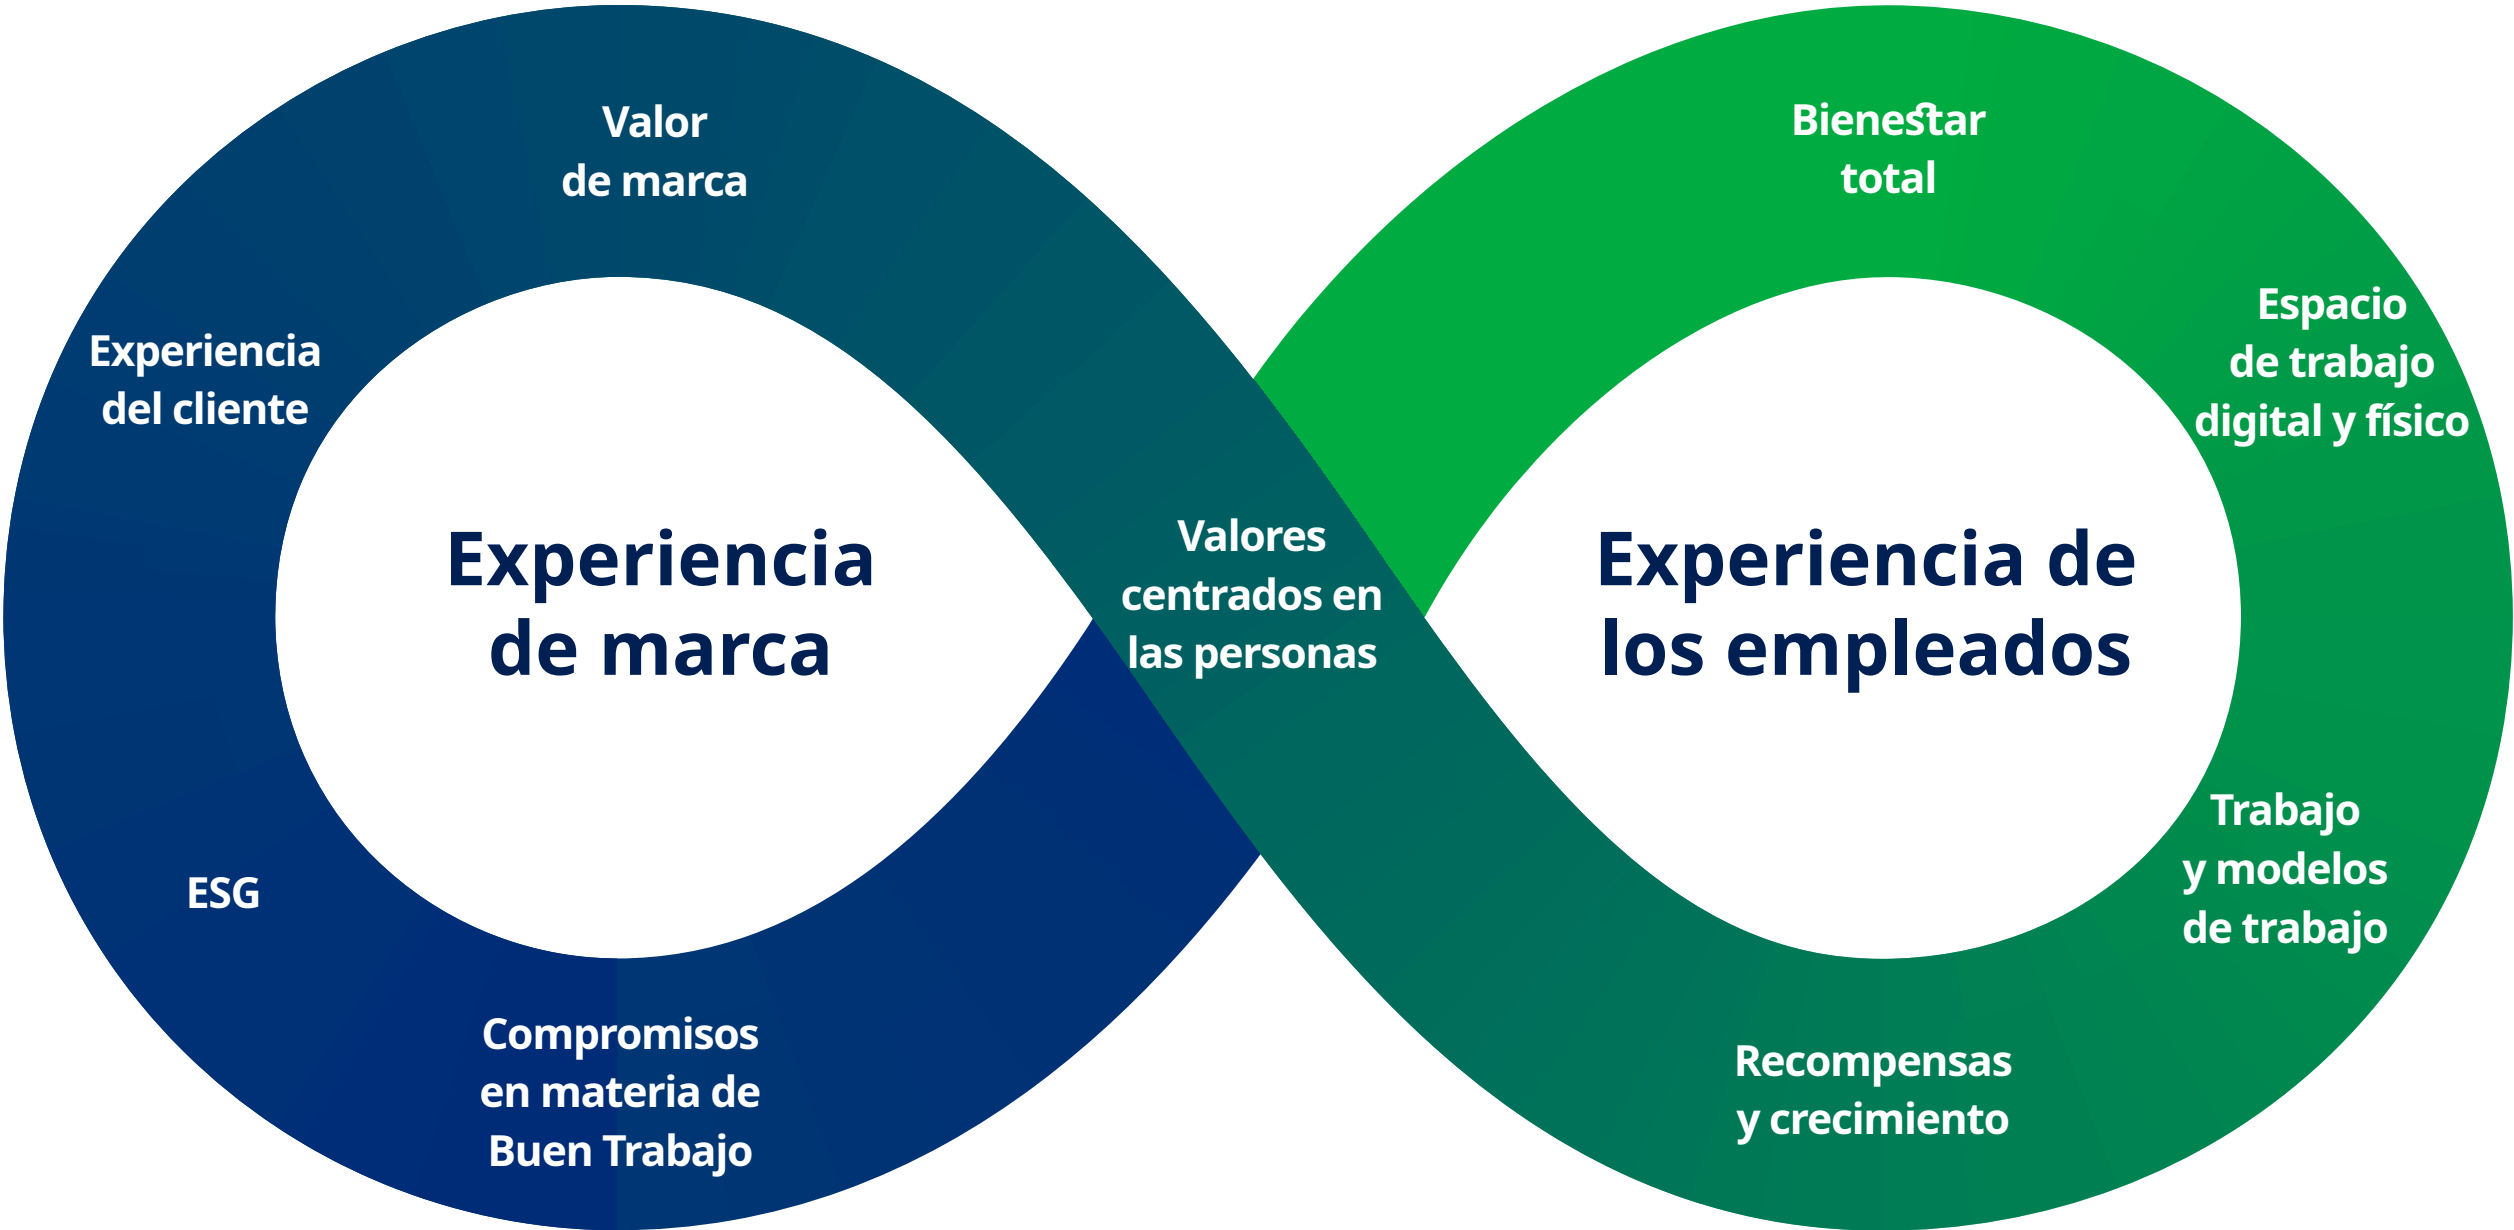 Valor
de marca
Experiencia
del cliente
Experiencia
de marca
ESG
Compromisos
en materia de
Buen Trabajo
Valores
centrados en
las personas
Bienestar
total
Espacio
de trabajo
digital y físico
Experiencia de
los empleados
Trabajo
y modelos
de trabajo
Recompensas
y crecimiento